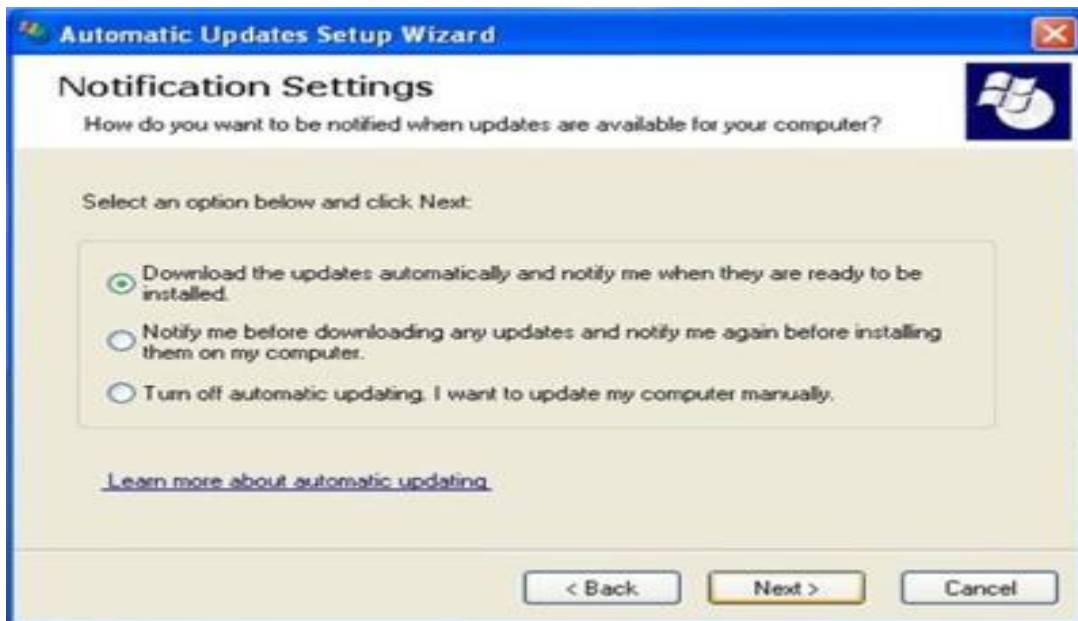 Automatic Updates Setup Wizard
Notification Settings
How do you want to be notified when updates are available for your computer?
Select an option below and click Next:
Download the updates automatically and notify me when they are ready to be
installed.
Notify me before downloading any updates and notify me again before installing
them on my computer.
Turn off automatic updating. I want to update my computer manually.
Learn more about automatic updating
< Back
Next >
Cancel